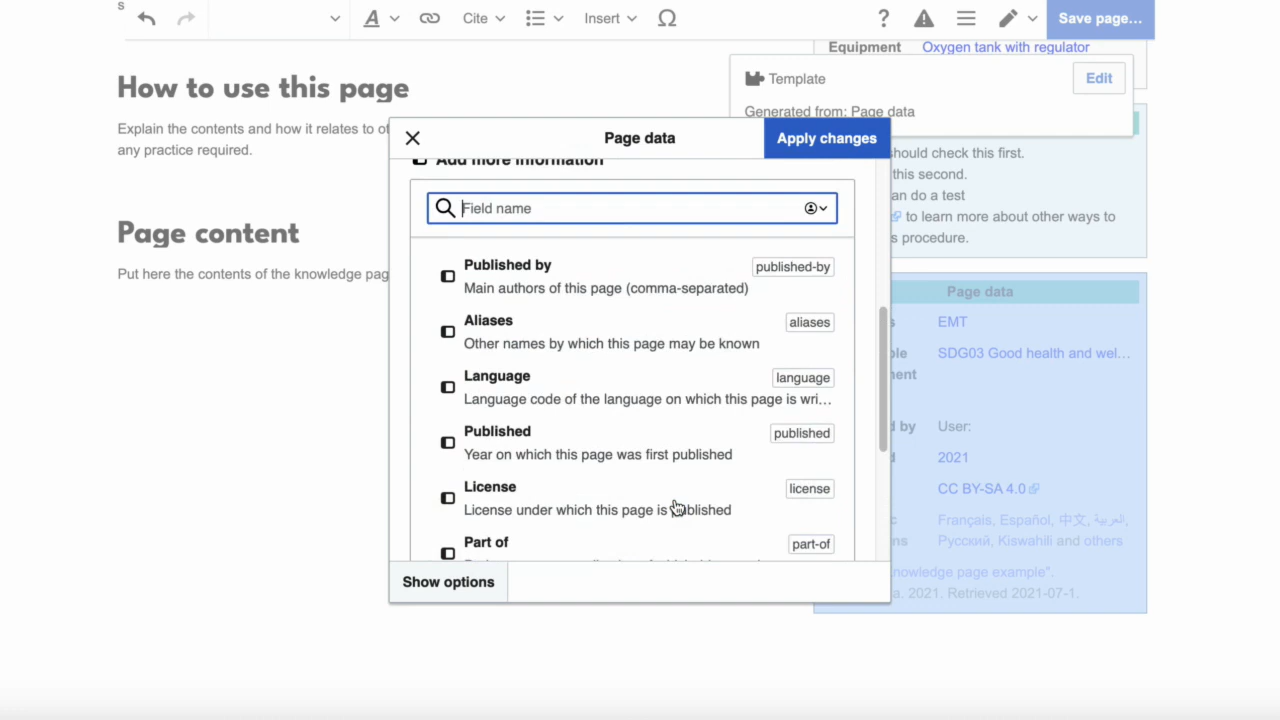 s
Cite
Insert
Ω
?
Save page...
Equipment Oxygen tank with regulator
How to use this page
Template
Edit
Generated from: Page data
Explain the contents and how it relates to ot
any practice required.
Page data
Apply changes
Add more information
Field name
hould check this first.
this second.
an do a test
to learn more about other ways to
s procedure.
Page content
Put here the contents of the knowledge pag
Published by
published-by
Main authors of this page (comma-separated)
Aliases
aliases
Other names by which this page may be known
Language
language
Language code of the language on which this page is wri...
Published
published
Year on which this page was first published
License
license
License under which this page is published
Part of
part-of
Show options
Page data
s EMT
ble SDG03 Good health and wel...
ment
d by User:
d 2021
CC BY-SA 4.0
c Français, Español, 中文, العربية,
ns Русский, Kiswahili and others
nowledge page example".
a. 2021. Retrieved 2021-07-1.